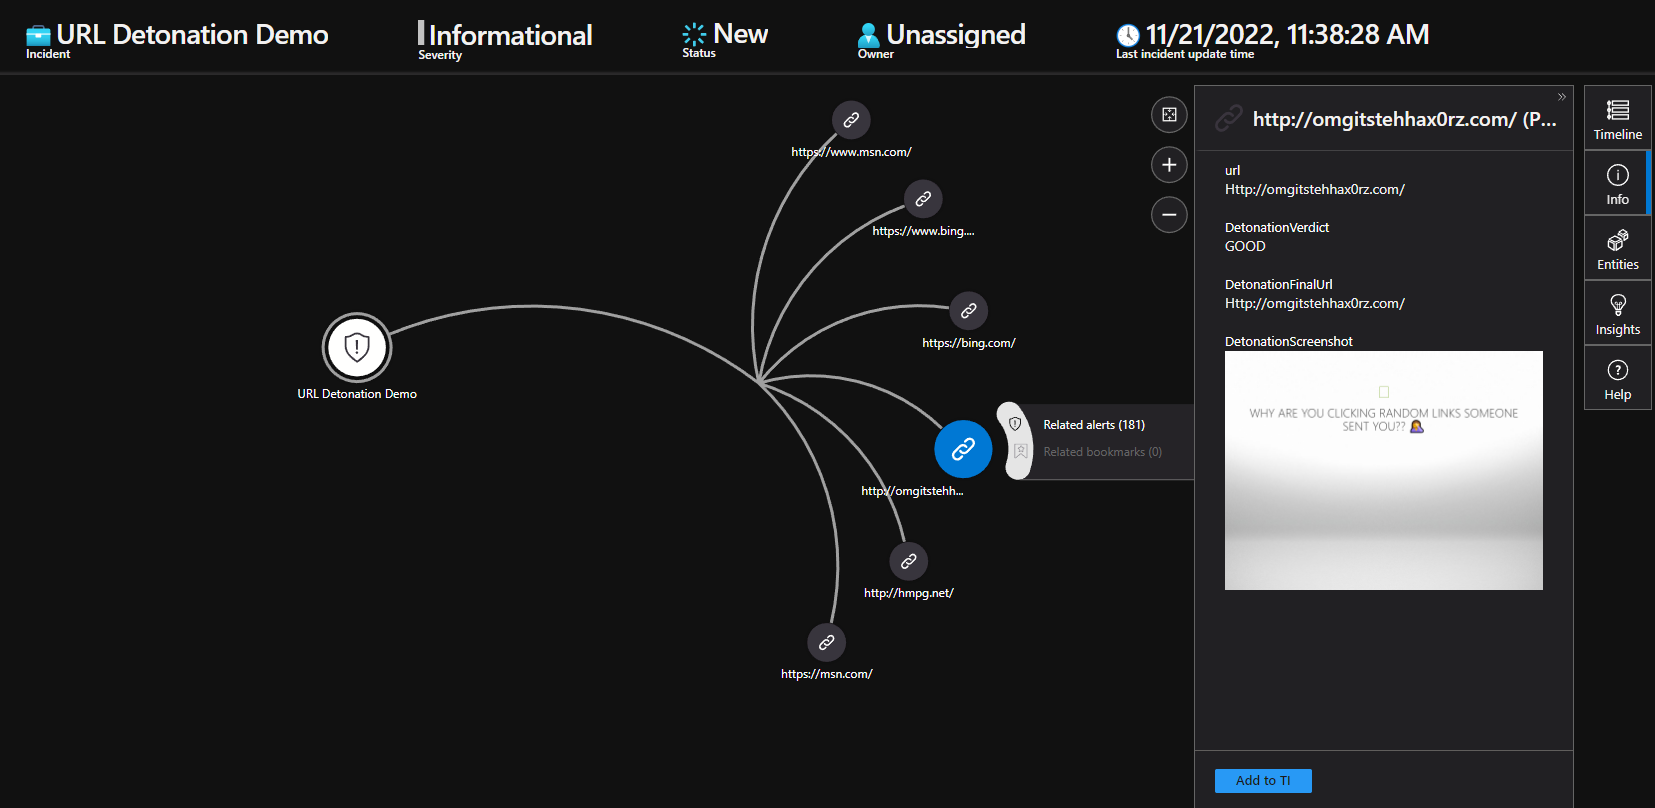 URL Detonation Demo
Incident
Informational
Severity
New
Status
Unassigned
Owner
11/21/2022, 11:38:28 AM
Last incident update time
https://www.msn.com/
https://www.bing....
https://bing.com/
URL Detonation Demo
Related alerts (181)
Related bookmarks (0)
http://omgitstehh...
http://hmpg.net/
https://msn.com/
http://omgitstehhax0rz.com/ (P...
url
Http://omgitstehhax0rz.com/
DetonationVerdict
GOOD
DetonationFinalUrl
Http://omgitstehhax0rz.com/
DetonationScreenshot
WHY ARE YOU CLICKING RANDOM LINKS SOMEONE
SENT YOU?? 🤦‍♀️
Add to TI
Timeline
Info
Entities
Insights
Help